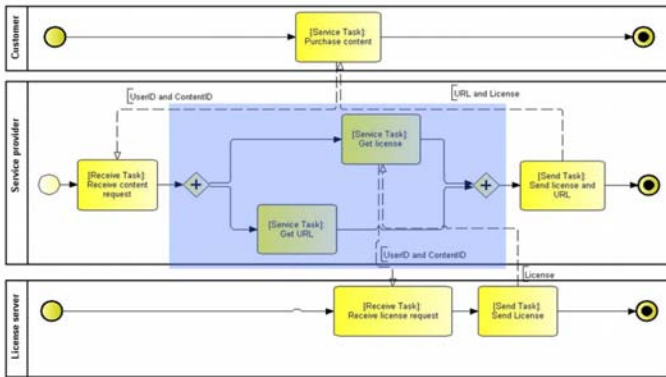 Customer
[Service Task]:
Purchase content
UserID and ContentID
URL and License
Service provider
[Receive Task]:
Receive content
request
[Service Task]:
Get license
[Service Task]:
Get URL
[Send Task]:
Send license and
URL
UserID and ContentID
License
License server
[Receive Task]:
Receive license request
[Send Task]:
Send License